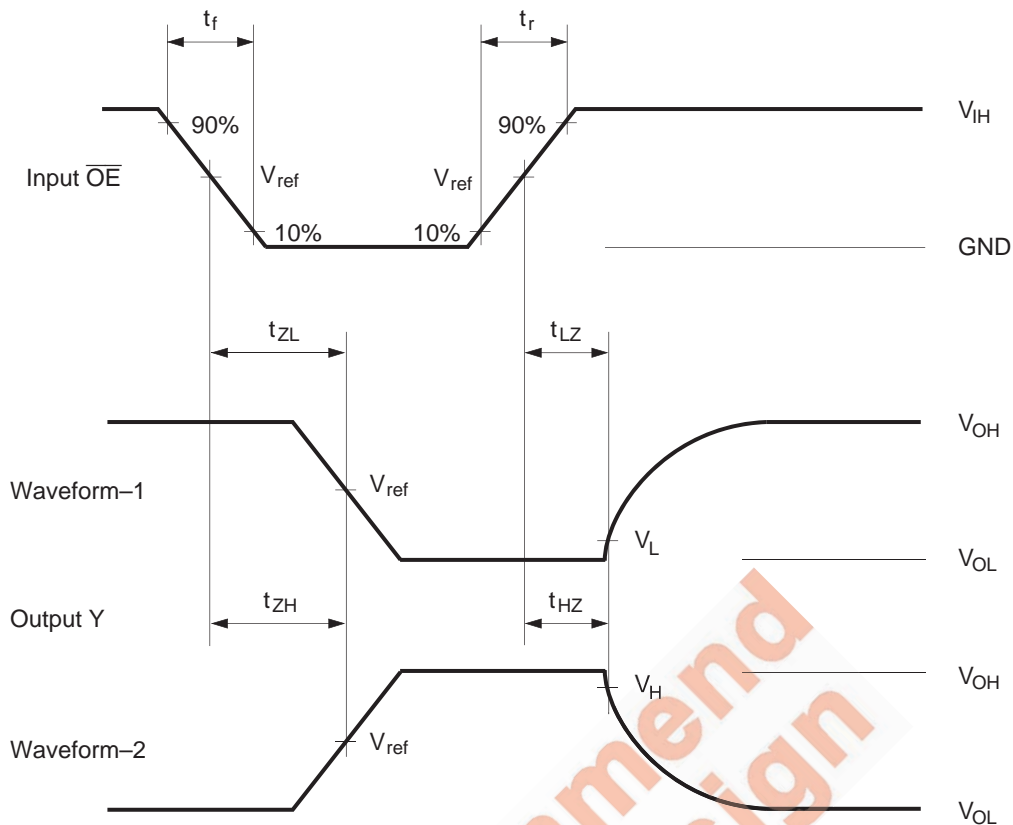 tf tr
90% 90% VIH
Input OE Vref Vref
10% 10% GND
tZL tLZ
VOH
Waveform–1 Vref
VL
VOL
Output Y tZH tHZ
VH VOH
Waveform–2 Vref
VOL